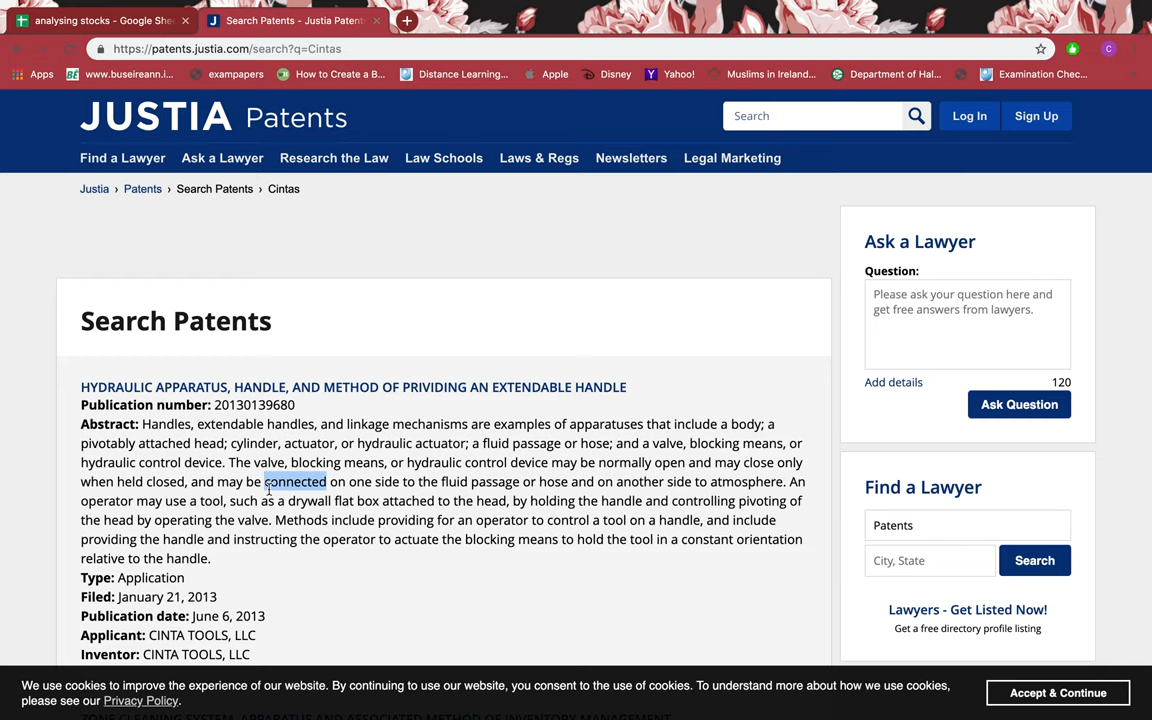 analysing stocks - Google Shee
Search Patents - Justia Patent
https://patents.justia.com/search?q=Cintas
C
Apps
www.buseireann.i...
exampapers
How to Create a B...
Distance Learning...
Apple
Disney
Yahoo!
Muslims in Ireland...
Department of Hal...
Examination Chec...
JUSTIA Patents
Search
Log In
Sign Up
Find a Lawyer Ask a Lawyer Research the Law Law Schools Laws & Regs Newsletters Legal Marketing
Justia › Patents › Search Patents › Cintas
Search Patents
HYDRAULIC APPARATUS, HANDLE, AND METHOD OF PRIVIDING AN EXTENDABLE HANDLE
Publication number: 20130139680
Abstract: Handles, extendable handles, and linkage mechanisms are examples of apparatuses that include a body; a
pivotably attached head; cylinder, actuator, or hydraulic actuator; a fluid passage or hose; and a valve, blocking means, or
hydraulic control device. The valve, blocking means, or hydraulic control device may be normally open and may close only
when held closed, and may be connected on one side to the fluid passage or hose and on another side to atmosphere. An
operator may use a tool, such as a drywall flat box attached to the head, by holding the handle and controlling pivoting of
the head by operating the valve. Methods include providing for an operator to control a tool on a handle, and include
providing the handle and instructing the operator to actuate the blocking means to hold the tool in a constant orientation
relative to the handle.
Type: Application
Filed: January 21, 2013
Publication date: June 6, 2013
Applicant: CINTA TOOLS, LLC
Inventor: CINTA TOOLS, LLC
Ask a Lawyer
Question:
Please ask your question here and
get free answers from lawyers.
Add details
120
Ask Question
Find a Lawyer
Patents
City, State
Search
Lawyers - Get Listed Now!
Get a free directory profile listing
We use cookies to improve the experience of our website. By continuing to use our website, you consent to the use of cookies. To understand more about how we use cookies,
please see our Privacy Policy.
Accept & Continue
ZONE CLEANING SYSTEM, APPARATUS AND ASSOCIATED METHOD OF INVENTORY MANAGEMENT